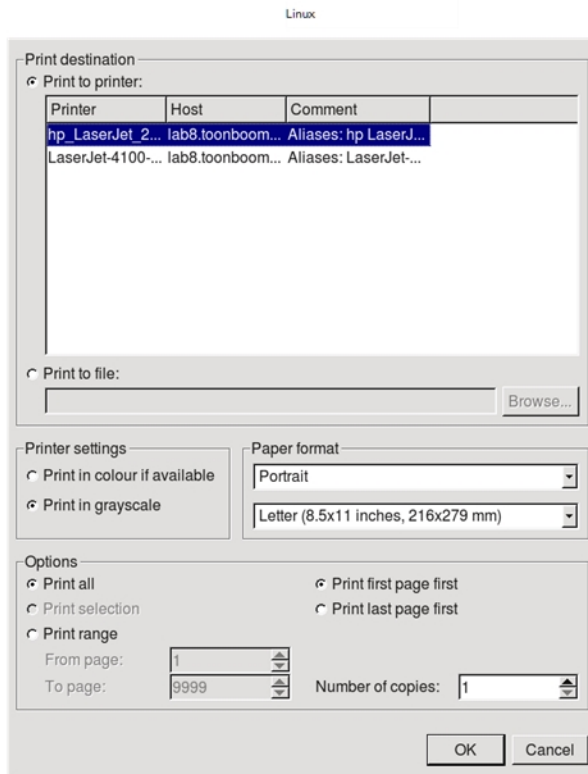 Linux
Print destination
Print to printer:
Printer Host Comment
hp_LaserJet_2... lab8.toonboom... Aliases: hp LaserJ...
LaserJet-4100-... lab8.toonboom... Aliases: LaserJet-...
Print to file:
Browse...
Printer settings
Print in colour if available
Print in grayscale
Paper format
Portrait
Letter (8.5x11 inches, 216x279 mm)
Options
Print all
Print selection
Print range
From page: 1
To page: 9999
Print first page first
Print last page first
Number of copies: 1
OK Cancel